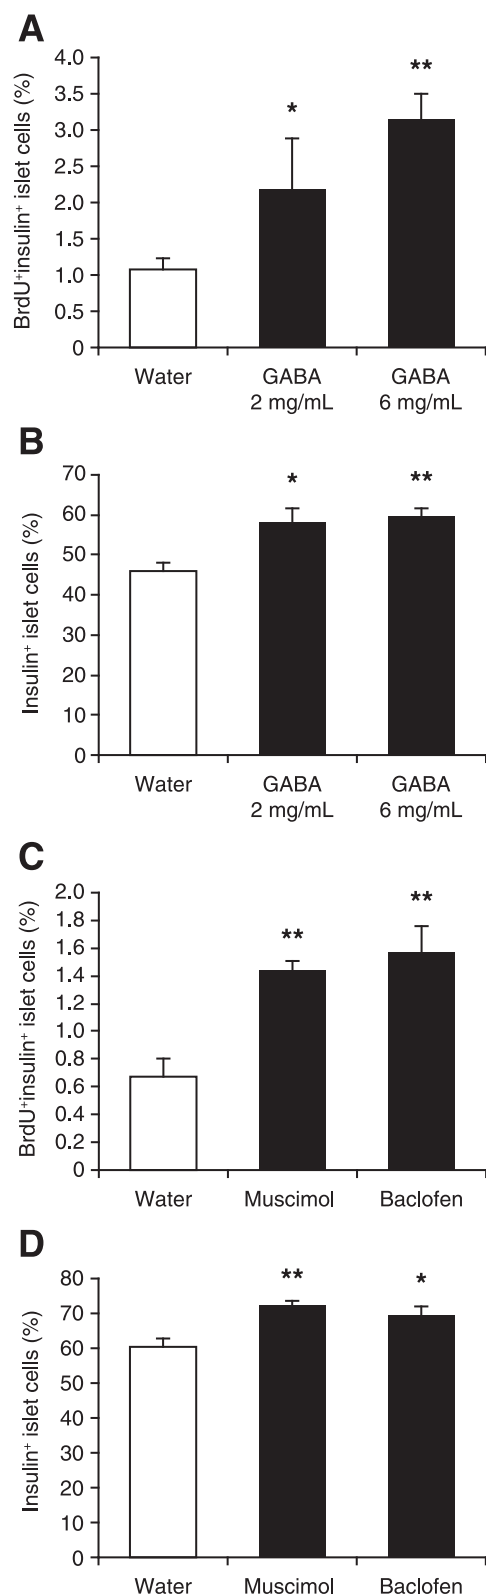 A
BrdU⁺insulin⁺ islet cells (%)
4.0
3.5
3.0
2.5
2.0
1.5
1.0
0.5
0
*
**
Water
GABA
2 mg/mL
GABA
6 mg/mL
B
Insulin⁺ islet cells (%)
70
60
50
40
30
20
10
0
*
**
Water
GABA
2 mg/mL
GABA
6 mg/mL
C
BrdU⁺insulin⁺ islet cells (%)
2.0
1.8
1.6
1.4
1.2
1.0
0.8
0.6
0.4
0.2
0
**
**
Water
Muscimol
Baclofen
D
Insulin⁺ islet cells (%)
80
70
60
50
40
30
20
10
0
**
*
Water
Muscimol
Baclofen